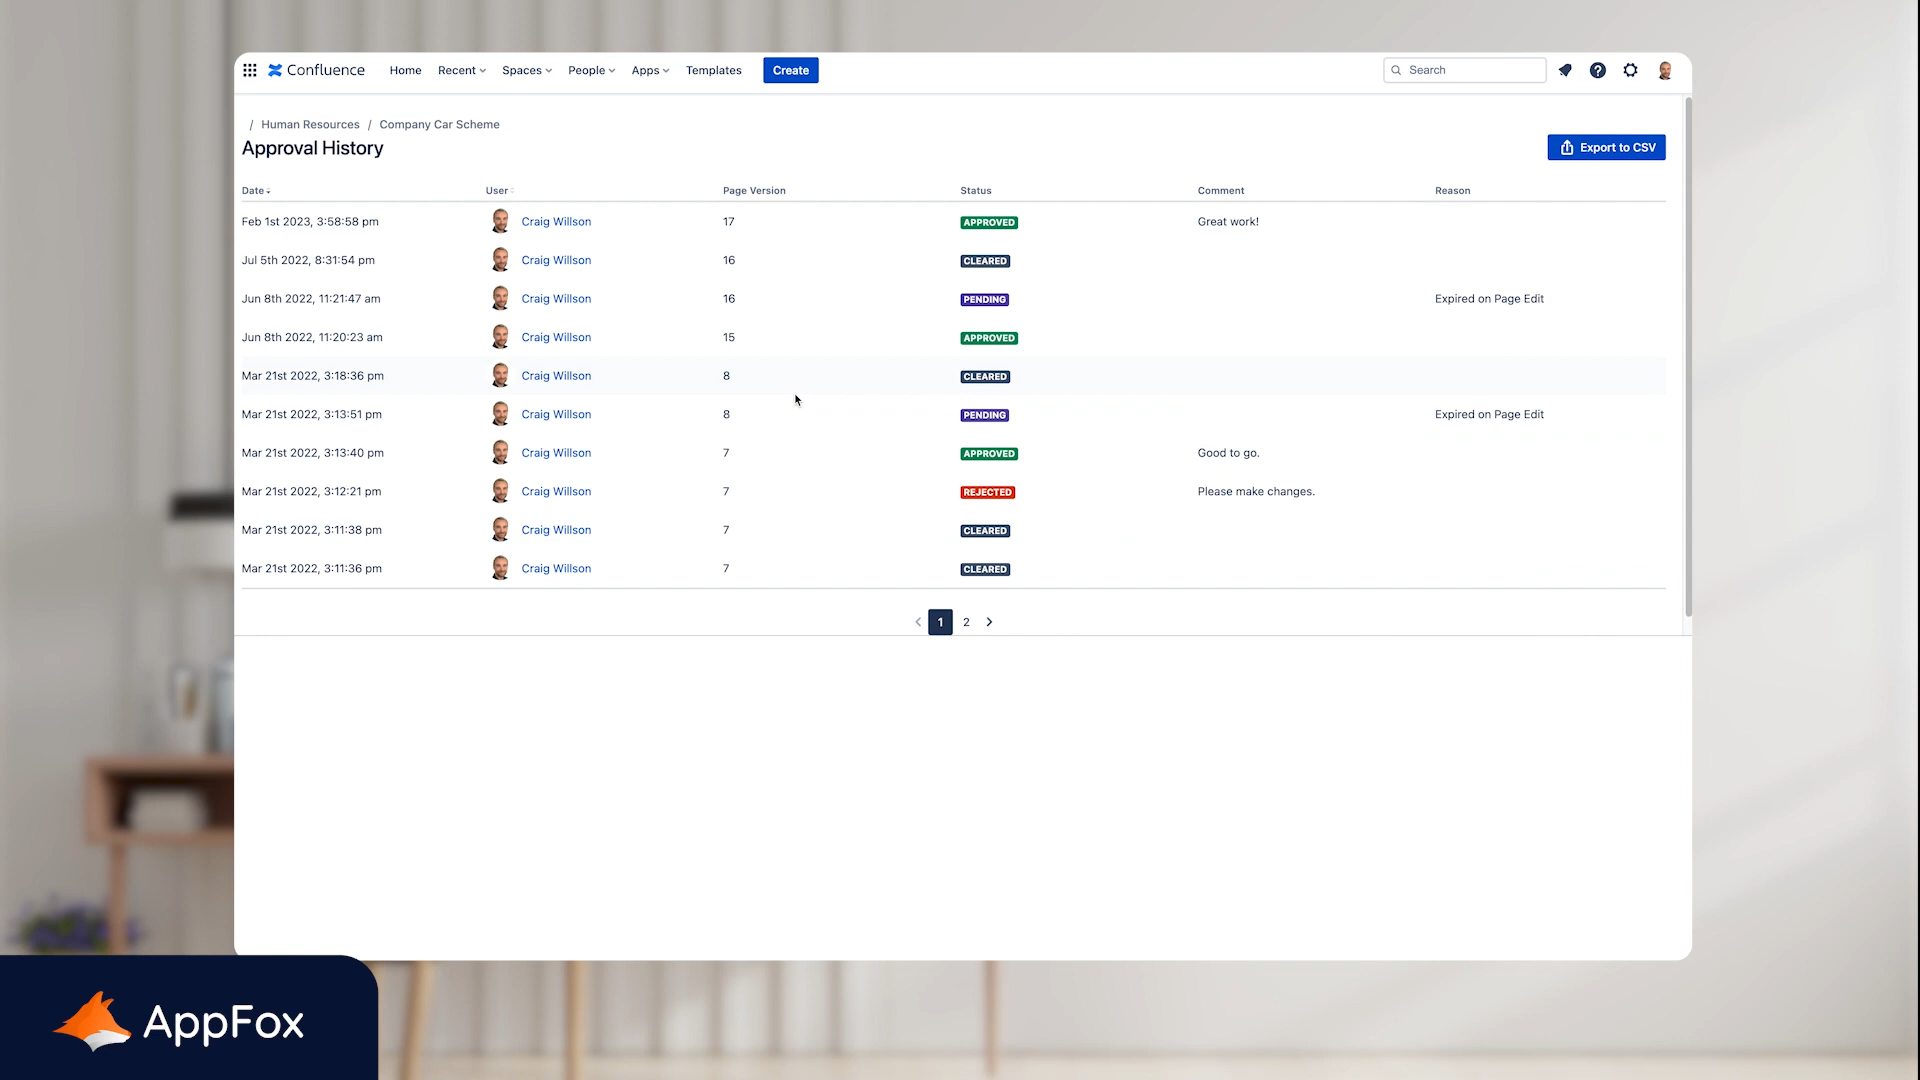 Confluence Home Recent Spaces People Apps Templates Create Search
/ Human Resources / Company Car Scheme
Approval History
Export to CSV
Date User Page Version Status Comment Reason
Feb 1st 2023, 3:58:58 pm Craig Willson 17 APPROVED Great work!
Jul 5th 2022, 8:31:54 pm Craig Willson 16 CLEARED
Jun 8th 2022, 11:21:47 am Craig Willson 16 PENDING Expired on Page Edit
Jun 8th 2022, 11:20:23 am Craig Willson 15 APPROVED
Mar 21st 2022, 3:18:36 pm Craig Willson 8 CLEARED
Mar 21st 2022, 3:13:51 pm Craig Willson 8 PENDING Expired on Page Edit
Mar 21st 2022, 3:13:40 pm Craig Willson 7 APPROVED Good to go.
Mar 21st 2022, 3:12:21 pm Craig Willson 7 REJECTED Please make changes.
Mar 21st 2022, 3:11:38 pm Craig Willson 7 CLEARED
Mar 21st 2022, 3:11:36 pm Craig Willson 7 CLEARED
1 2
AppFox